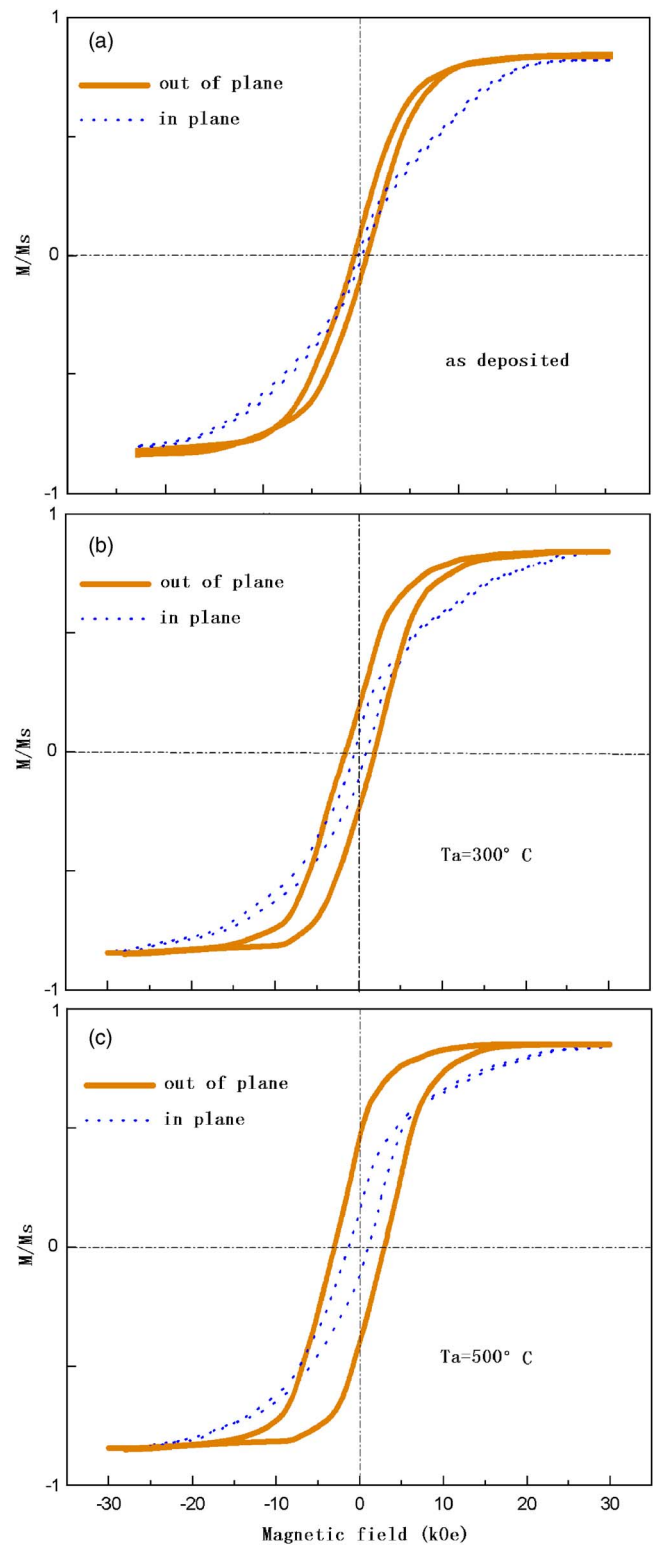 1
(a)
out of plane
in plane
M/Ms
0
as deposited
-1
(b)
out of plane
in plane
M/Ms
0
Ta=300° C
-1
1
(c)
out of plane
in plane
M/Ms
0
Ta=500° C
-1
-30 -20 -10 0 10 20 30
Magnetic field (kOe)